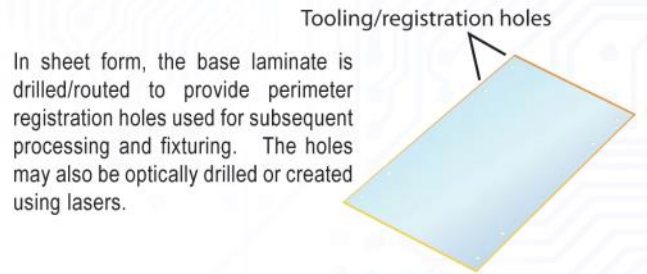 Tooling/registration holes
In sheet form, the base laminate is
drilled/routed to provide perimeter
registration holes used for subsequent
processing and fixturing. The holes
may also be optically drilled or created
using lasers.